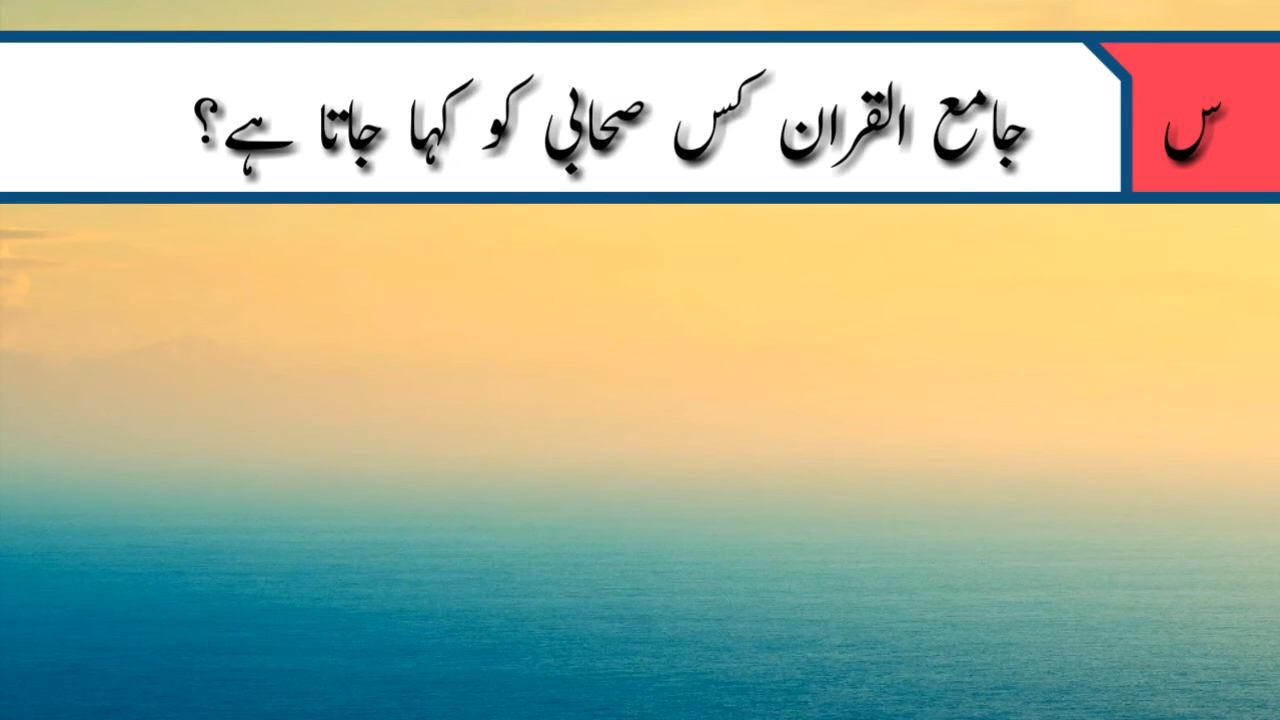 س
جامع القران کس صحابی کو کہا جاتا ہے؟